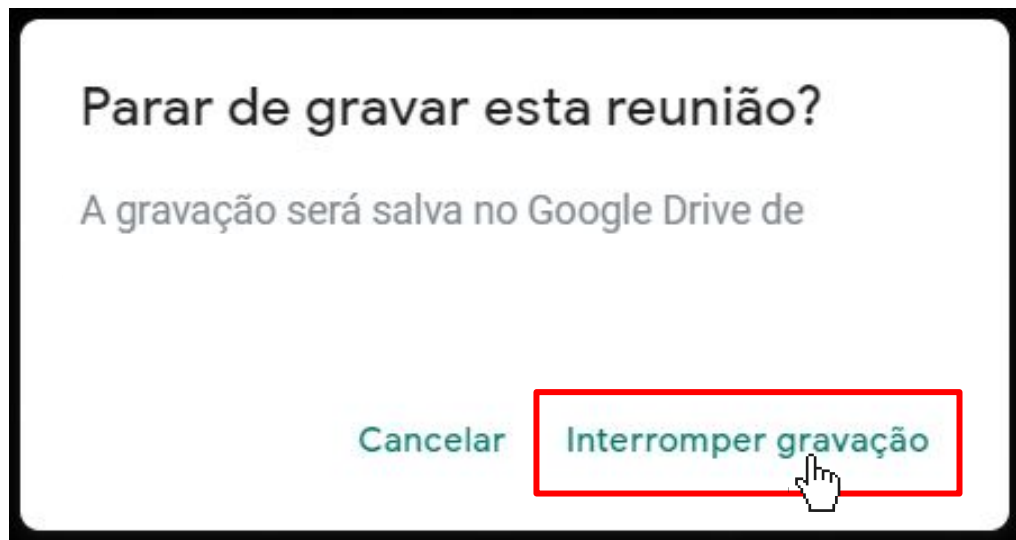 Parar de gravar esta reunião?
A gravação será salva no Google Drive de
Cancelar Interromper gravação